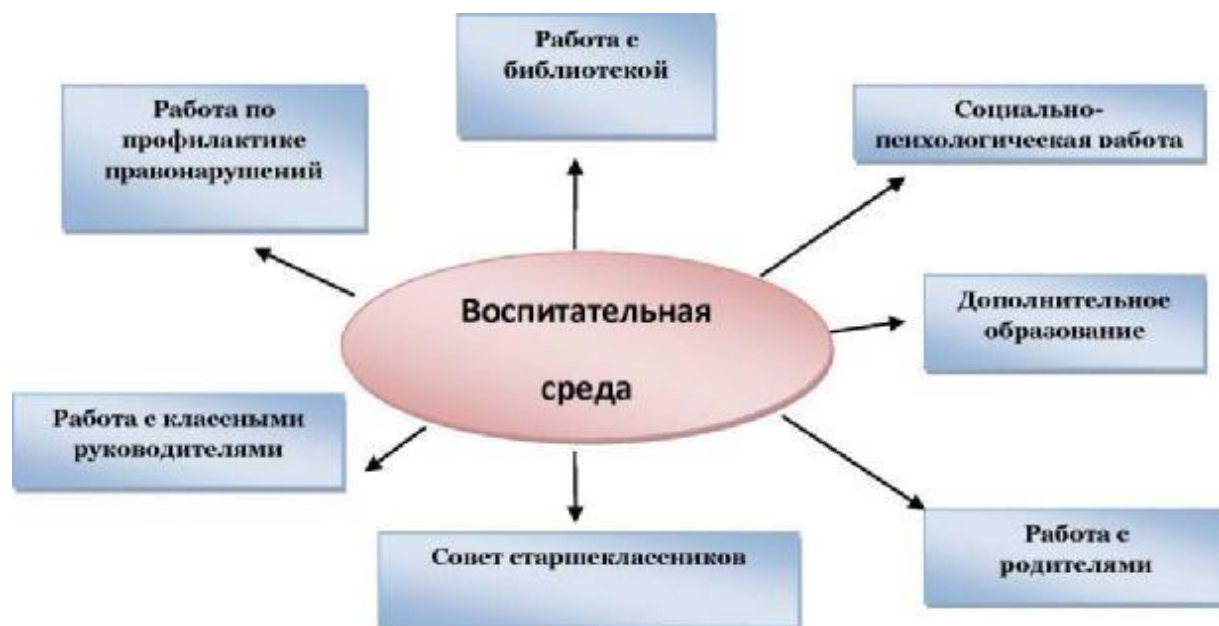 Работа с
библиотекой
Работа по
профилактике
правонарушений
Социально-
психологическая работа
Воспитательная
среда
Дополнительное
образование
Работа с классными
руководителями
Совет старшеклассников
Работа с
родителями